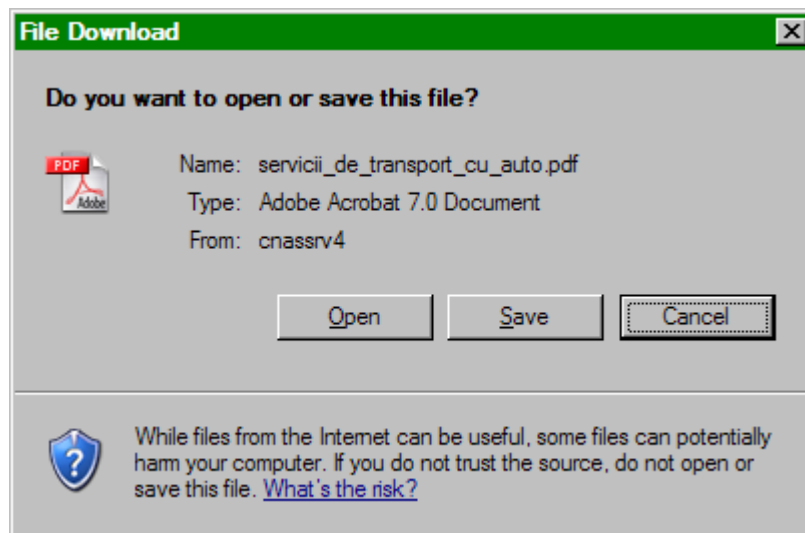 File Download
Do you want to open or save this file?
PDF
Adobe
Name: servicii_de_transport_cu_auto.pdf
Type: Adobe Acrobat 7.0 Document
From: cnassrv4
Open Save Cancel
While files from the Internet can be useful, some files can potentially
harm your computer. If you do not trust the source, do not open or
save this file. What's the risk?